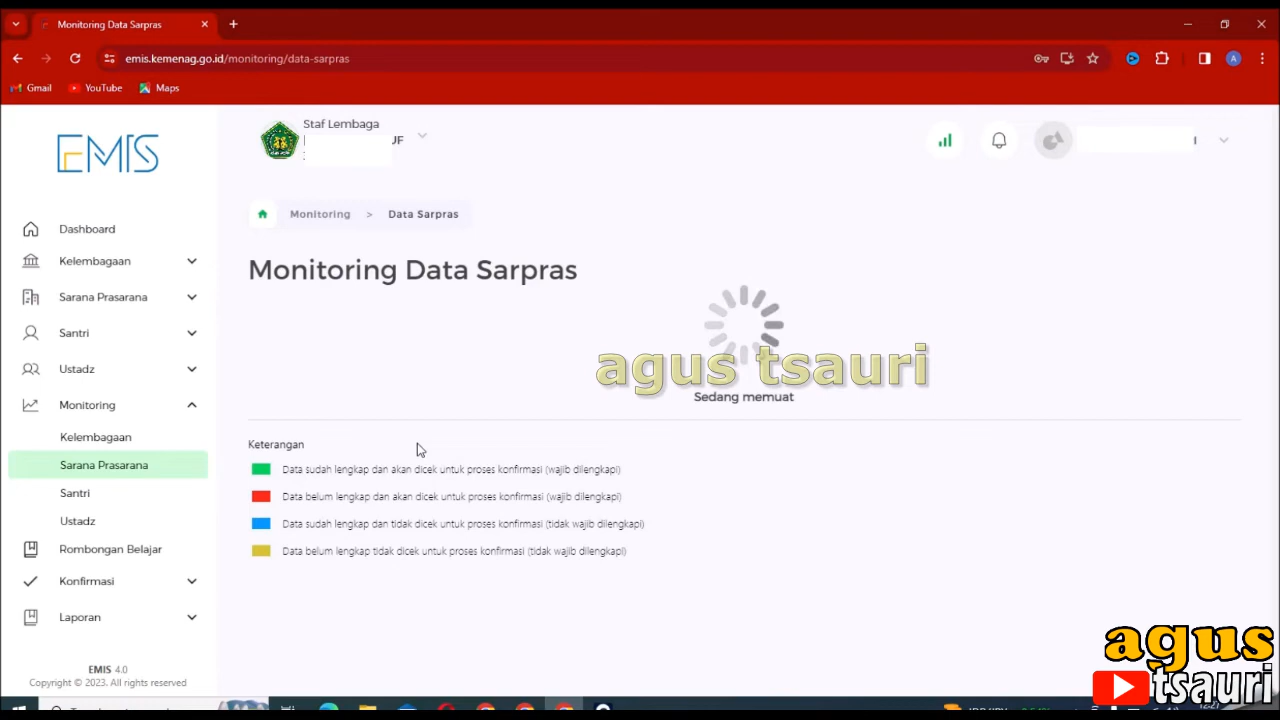 Monitoring Data Sarpras
emis.kemenag.go.id/monitoring/data-sarpras
A
Gmail
YouTube
Maps
EMIS
Staf Lembaga
UF
Dashboard
Kelembagaan
Sarana Prasarana
Santri
Ustadz
Monitoring
Kelembagaan
Sarana Prasarana
Santri
Ustadz
Rombongan Belajar
Konfirmasi
Laporan
EMIS 4.0
Copyright © 2023. All rights reserved
Monitoring > Data Sarpras
Monitoring Data Sarpras
agus tsauri
Sedang memuat
Keterangan
Data sudah lengkap dan akan dicek untuk proses konfirmasi (wajib dilengkapi)
Data belum lengkap dan akan dicek untuk proses konfirmasi (wajib dilengkapi)
Data sudah lengkap dan tidak dicek untuk proses konfirmasi (tidak wajib dilengkapi)
Data belum lengkap tidak dicek untuk proses konfirmasi (tidak wajib dilengkapi)
agus
tsauri